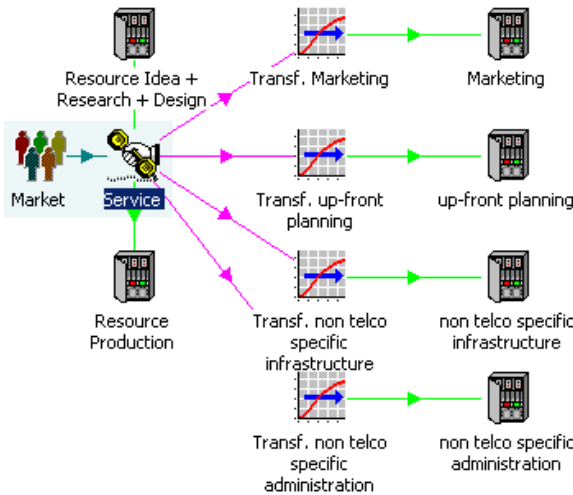 Resource Idea +
Research + Design
Transf. Marketing
Marketing
Market
Service
Transf. up-front
planning
up-front planning
Resource
Production
Transf. non telco
specific
infrastructure
non telco specific
infrastructure
Transf. non telco
specific
administration
non telco specific
administration